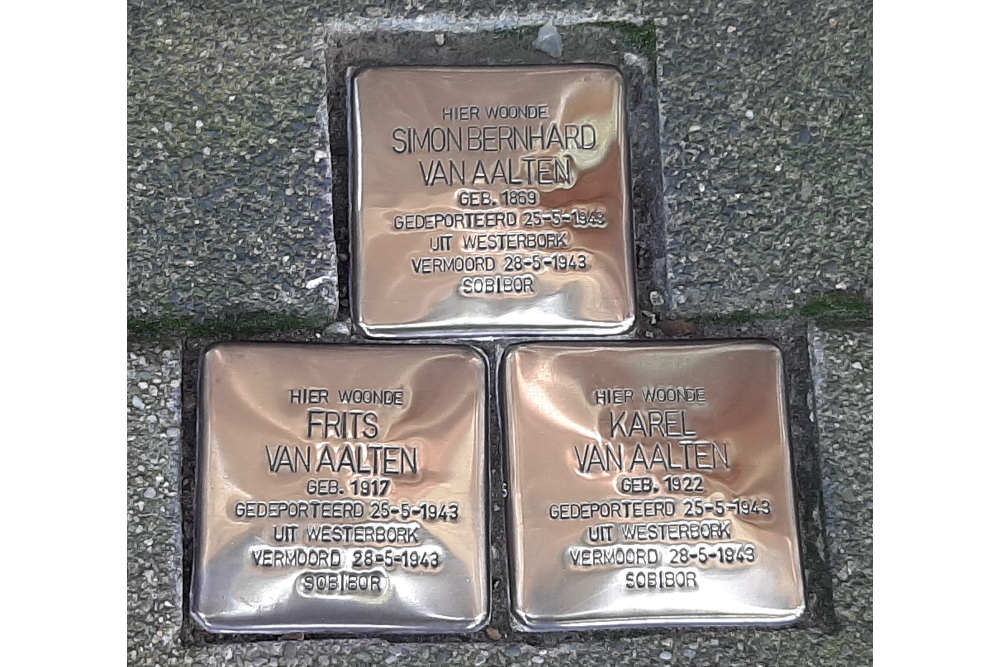 HIER WOONDE
SIMON BERNHARD
VAN AALTEN
GEB. 1869
GEDEPORTEERD 25-5-1943
UIT WESTERBORK
VERMOORD 28-5-1943
SOBIBOR
HIER WOONDE
FRITS
VAN AALTEN
GEB. 1917
GEDEPORTEERD 25-5-1943
UIT WESTERBORK
VERMOORD 28-5-1943
SOBIBOR
HIER WOONDE
KAREL
VAN AALTEN
GEB. 1922
GEDEPORTEERD 25-5-1943
UIT WESTERBORK
VERMOORD 28-5-1943
SOBIBOR